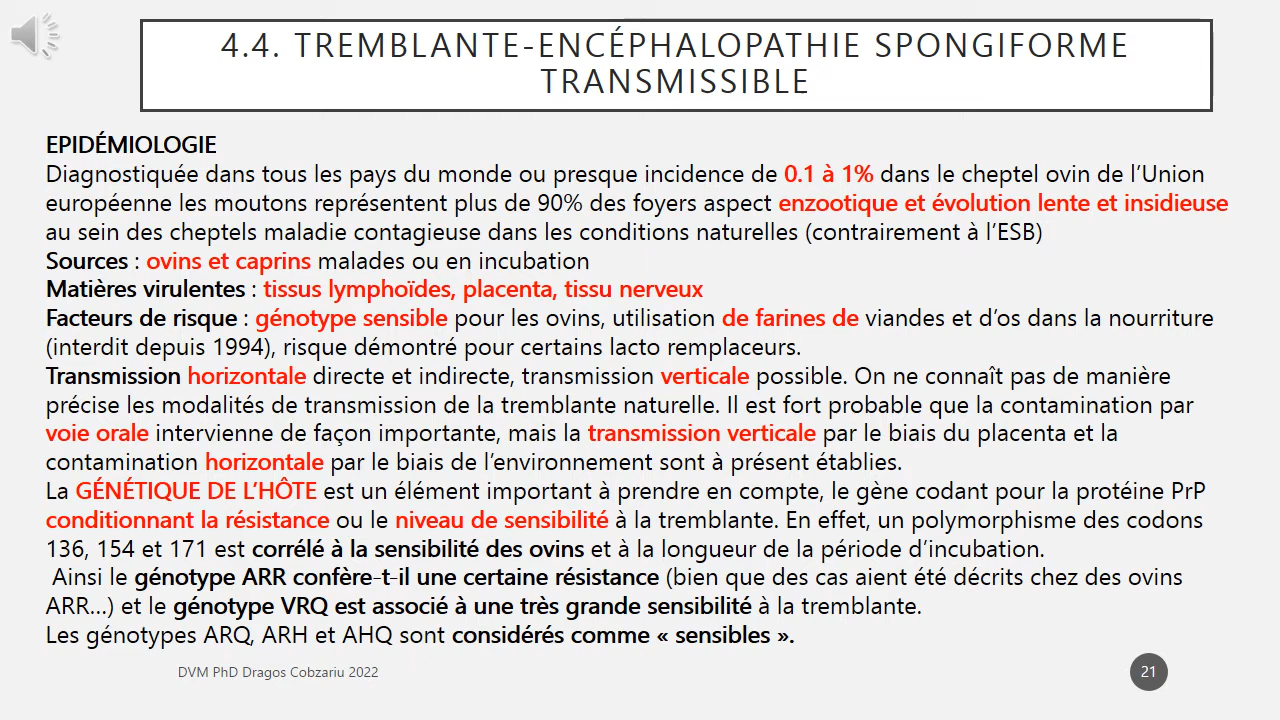 4.4. TREMBLANTE-ENCÉPHALOPATHIE SPONGIFORME
TRANSMISSIBLE
EPIDÉMIOLOGIE
Diagnostiquée dans tous les pays du monde ou presque incidence de 0.1 à 1% dans le cheptel ovin de l'Union
européenne les moutons représentent plus de 90% des foyers aspect enzootique et évolution lente et insidieuse
au sein des cheptels maladie contagieuse dans les conditions naturelles (contrairement à l'ESB)
Sources : ovins et caprins malades ou en incubation
Matières virulentes : tissus lymphoïdes, placenta, tissu nerveux
Facteurs de risque : génotype sensible pour les ovins, utilisation de farines de viandes et d'os dans la nourriture
(interdit depuis 1994), risque démontré pour certains lacto remplaceurs.
Transmission horizontale directe et indirecte, transmission verticale possible. On ne connaît pas de manière
précise les modalités de transmission de la tremblante naturelle. Il est fort probable que la contamination par
voie orale intervienne de façon importante, mais la transmission verticale par le biais du placenta et la
contamination horizontale par le biais de l'environnement sont à présent établies.
La GÉNÉTIQUE DE L'HÔTE est un élément important à prendre en compte, le gène codant pour la protéine PrP
conditionnant la résistance ou le niveau de sensibilité à la tremblante. En effet, un polymorphisme des codons
136, 154 et 171 est corrélé à la sensibilité des ovins et à la longueur de la période d'incubation.
Ainsi le génotype ARR confère-t-il une certaine résistance (bien que des cas aient été décrits chez des ovins
ARR...) et le génotype VRQ est associé à une très grande sensibilité à la tremblante.
Les génotypes ARQ, ARH et AHQ sont considérés comme « sensibles ».
DVM PhD Dragos Cobzariu 2022
21